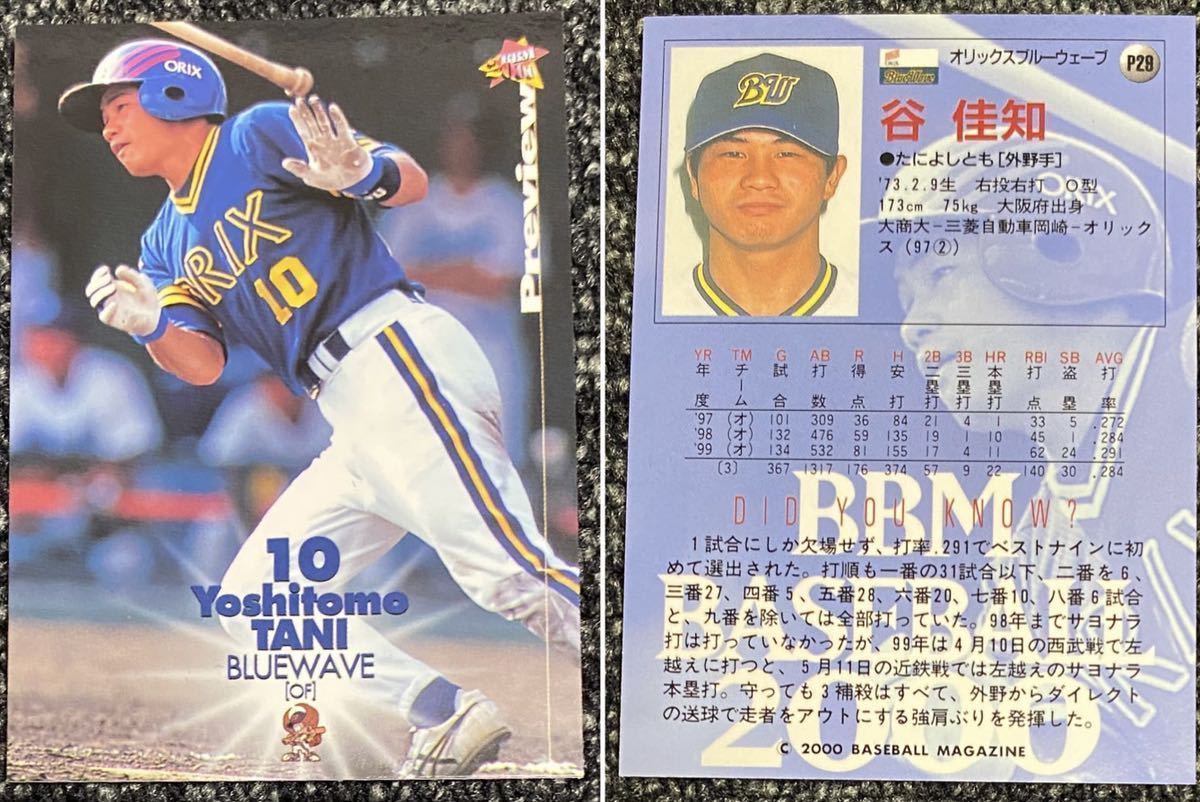 ORIX
BBM
Preview
ORIX
10
10
Yoshitomo
TANI
BLUEWAVE
[OF]
BW
BlueWave
オリックスブルーウェーブ
P29
谷 佳知
●たによしとも[外野手]
'73.2.9生 右投右打 O型
173cm 75kg 大阪府出身
大商大−三菱自動車岡崎−オリック
ス(97②)
ORIX
YR TM G AB R H 2B 3B HR RBI SB AVG
年度 チーム 試合 打数 得点 安打 二塁打 三塁打 本塁打 打点 盗塁 打率
'97 (オ) 101 309 36 84 21 4 1 33 5 .272
'98 (オ) 132 476 59 135 19 1 10 45 1 .284
'99 (オ) 134 532 81 155 17 4 11 62 24 .291
〔3〕 367 1317 176 374 57 9 22 140 30 .284
BBM
BASEBALL
2000
DID YOU KNOW?
1試合にしか欠場せず、打率.291でベストナインに初
めて選出された。打順も一番の31試合以下、二番を6、
三番27、四番5、五番28、六番20、七番10、八番6試合
と、九番を除いては全部打っていた。98年までサヨナラ
打は打っていなかったが、99年は4月10日の西武戦で左
越えに打つと、5月11日の近鉄戦では左越えのサヨナラ
本塁打。守っても3補殺はすべて、外野からダイレクト
の送球で走者をアウトにする強肩ぶりを発揮した。
C 2000 BASEBALL MAGAZINE